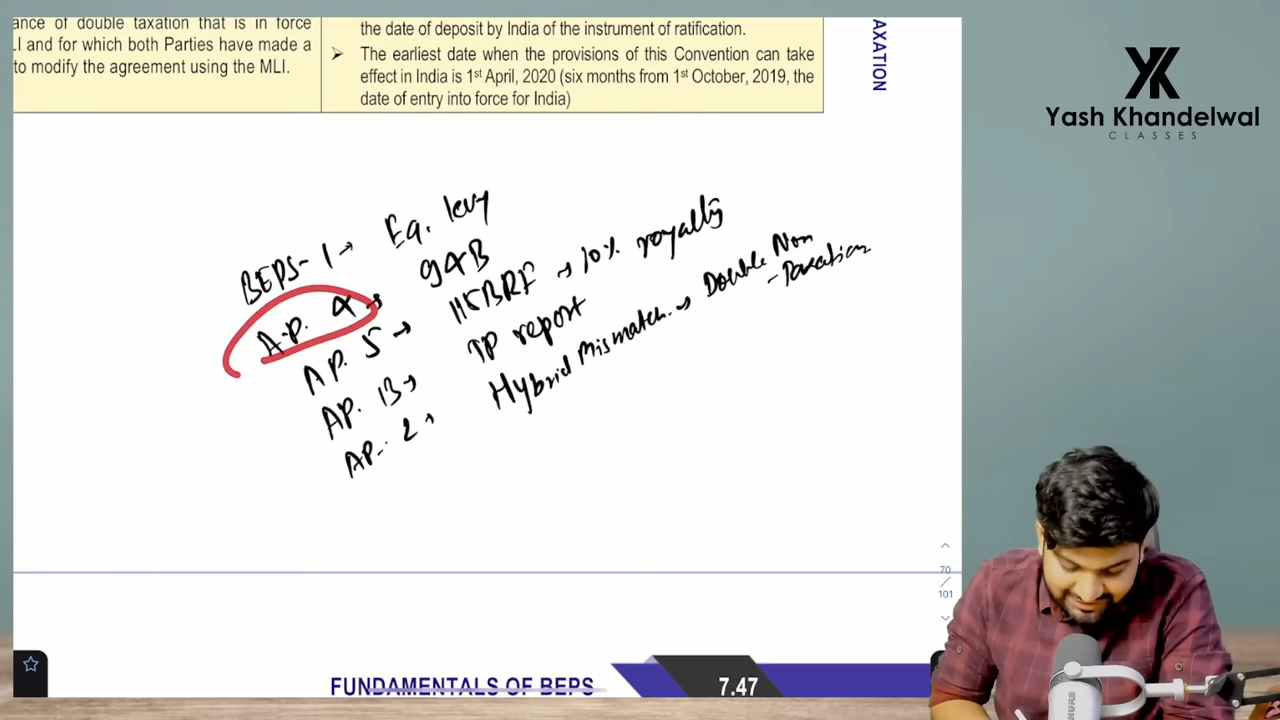 ance of double taxation that is in force
LI and for which both Parties have made a
to modify the agreement using the MLI.
the date of deposit by India of the instrument of ratification.
➢ The earliest date when the provisions of this Convention can take
effect in India is 1st April, 2020 (six months from 1st October, 2019, the
date of entry into force for India)
AXATION
YK
Yash Khandelwal
CLASSES
BEPS-1 → Eq. levy
A.P. 4 → 94B
AP. 5 → 115BBF → 10% royalty
AP. 13 → TP report
AP. 2 → Hybrid Mismatch → Double Non
-Taxation
70
/
101
FUNDAMENTALS OF BEPS
7.47
SHURE